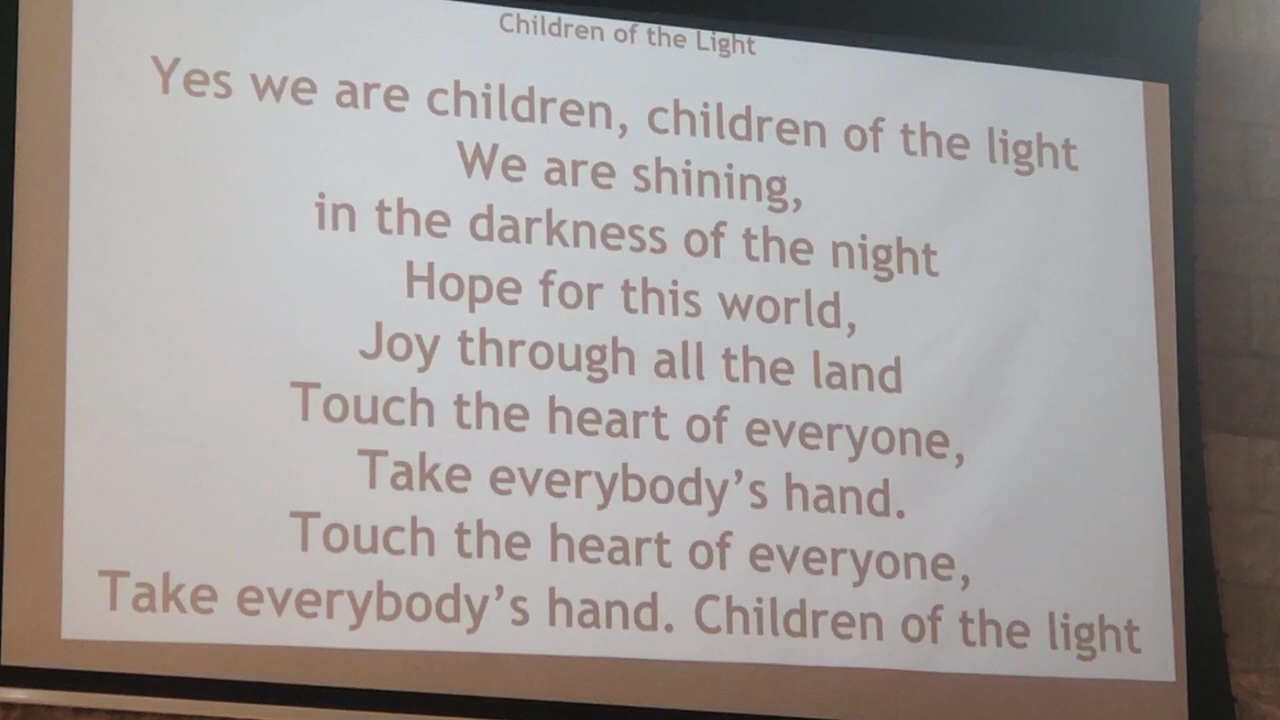 Children of the Light
Yes we are children, children of the light
We are shining,
in the darkness of the night
Hope for this world,
Joy through all the land
Touch the heart of everyone,
Take everybody’s hand.
Touch the heart of everyone,
Take everybody’s hand. Children of the light